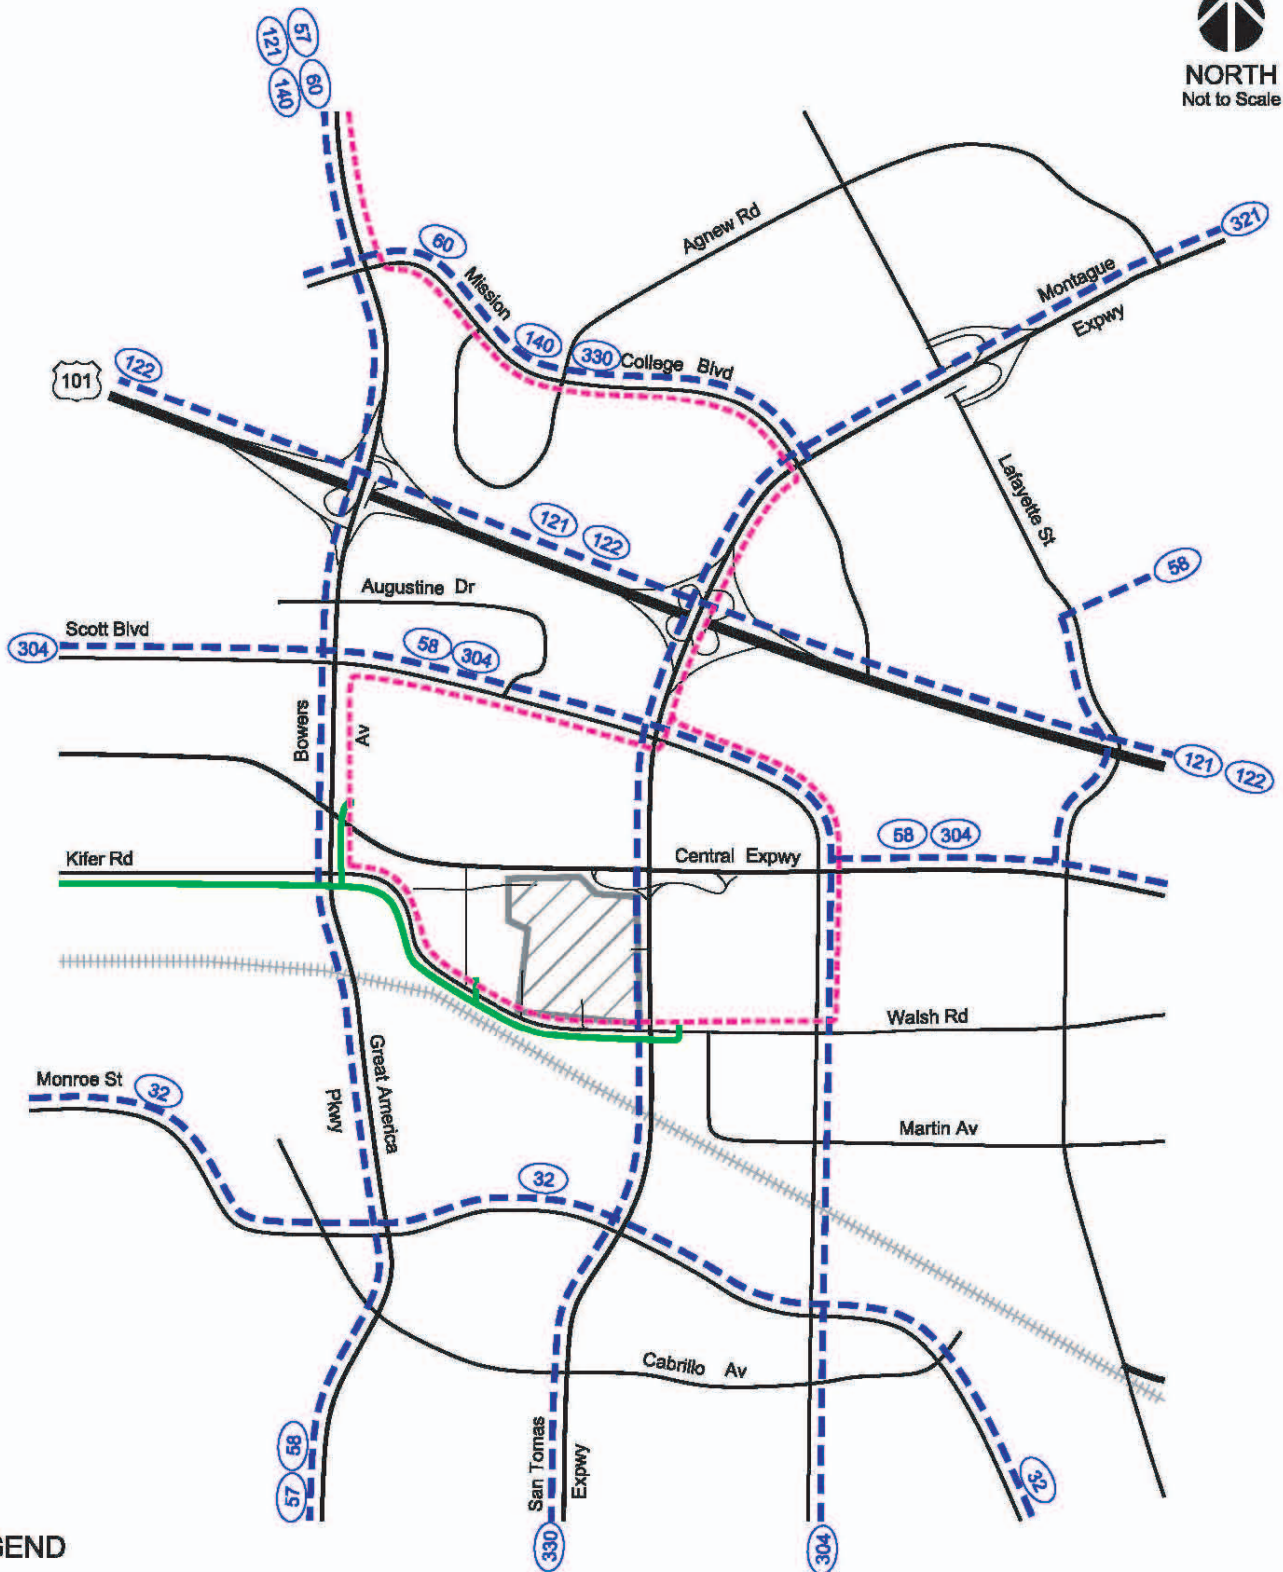 57
121
60
140
NORTH
Not to Scale
321
Agnew Rd
60
Mission
Montague
Expwy
140
330
College Blvd
122
101
Lafayette St
121
122
58
Augustine Dr
Scott Blvd
304
58
304
Bowers
Av
121
122
58
304
Kifer Rd
Central Expwy
Walsh Rd
Great America
Pkwy
Monroe St
32
Martin Av
32
Cabrillo Av
58
57
San Tomas
Expwy
32
330
304
GEND